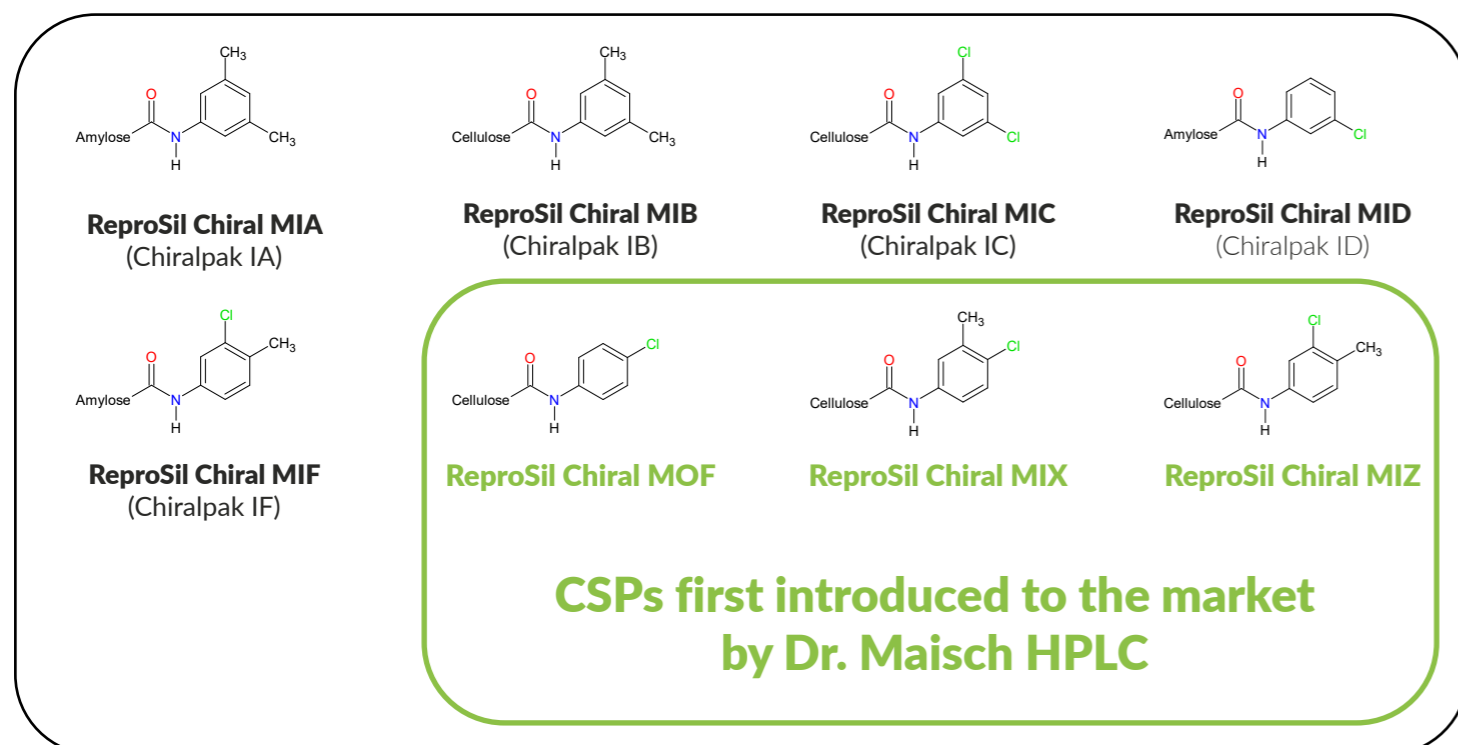 CH3
O
CH3
Amylose
N
H
ReproSil Chiral MIA
(Chiralpak IA)
CH3
O
CH3
Cellulose
N
H
ReproSil Chiral MIB
(Chiralpak IB)
Cl
O
Cl
Cellulose
N
H
ReproSil Chiral MIC
(Chiralpak IC)
O
Cl
Amylose
N
H
ReproSil Chiral MID
(Chiralpak ID)
Cl
CH3
O
Amylose
N
H
ReproSil Chiral MIF
(Chiralpak IF)
Cl
O
Cellulose
N
H
ReproSil Chiral MOF
CH3
Cl
O
Cellulose
N
H
ReproSil Chiral MIX
Cl
CH3
O
Cellulose
N
H
ReproSil Chiral MIZ
CSPs first introduced to the market
by Dr. Maisch HPLC